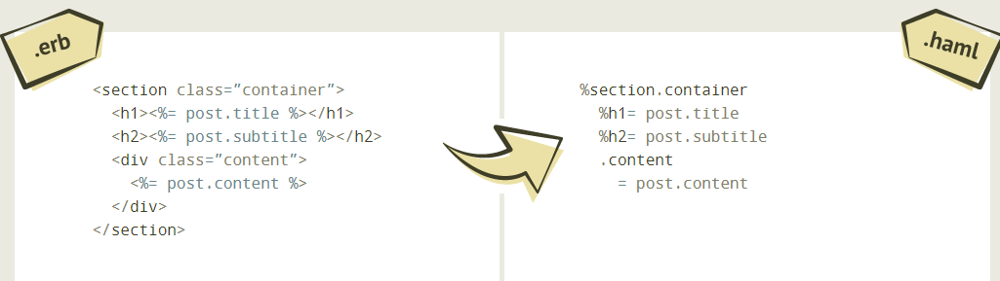 .erb
<section class=”container”>
  <h1><%= post.title %></h1>
  <h2><%= post.subtitle %></h2>
  <div class=”content”>
    <%= post.content %>
  </div>
</section>
.haml
%section.container
  %h1= post.title
  %h2= post.subtitle
  .content
    = post.content